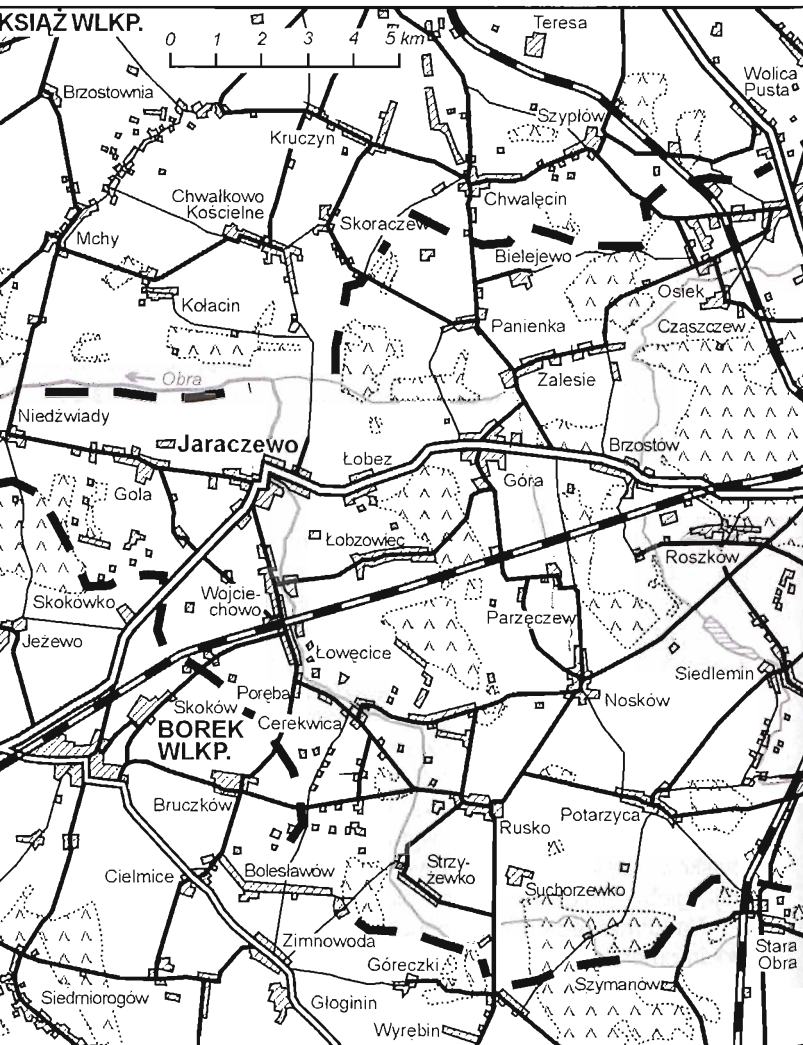 KSIĄŻ WLKP.
0 1 2 3 4 5 km
Teresa
Wolica
Pusta
Brzostownia
Szypłów
Kruczyn
Chwałkowo
Kościelne
Chwalęcin
Skoraczew
Mchy
Bielejewo
Osiek
Kołacin
Panienka
Cząszczew
Obra
Zalesie
Niedźwiady
Jaraczewo
Łobez
Brzostów
Gola
Góra
Łobzowiec
Roszków
Skokówko
Wojcie-
chowo
Parzęczew
Jeżewo
Łowęcice
Siedlemin
Poręba
Skoków
Nosków
Cerekwica
BOREK
WLKP.
Bruczków
Rusko
Potarzyca
Cielmice
Bolesławów
Strzy-
żewko
Suchorzewko
Zimnowoda
Stara
Obra
Góreczki
Szymanów
Siedmiorogów
Głoginin
Wyrębin